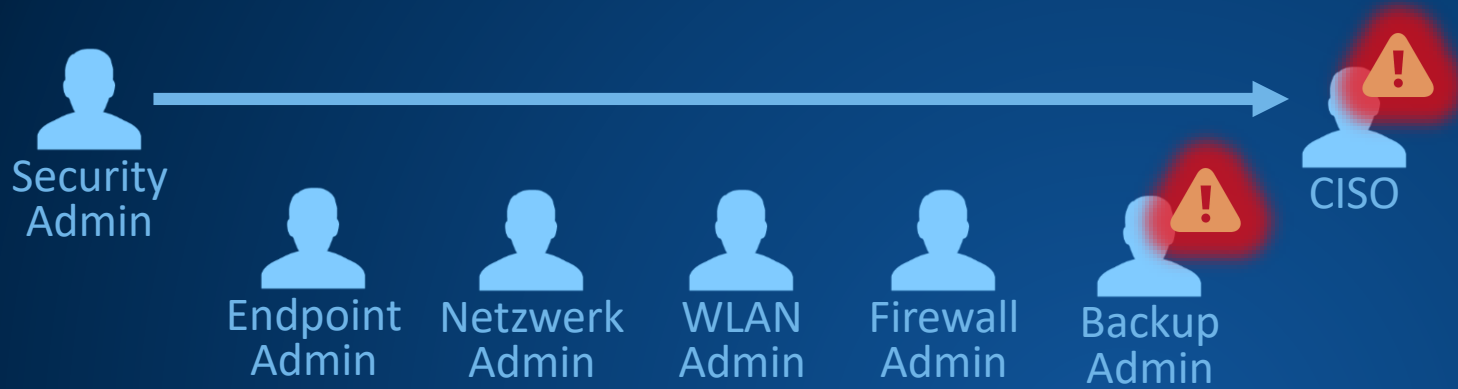 Security
Admin
Endpoint
Admin
Netzwerk
Admin
WLAN
Admin
Firewall
Admin
Backup
Admin
CISO
!
!